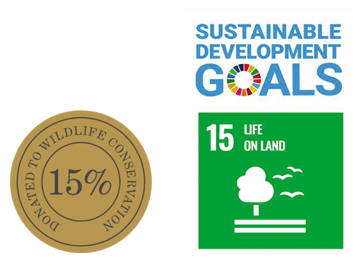 SUSTAINABLE
DEVELOPMENT
GOALS
15 LIFE
ON LAND
DONATED TO WILDLIFE CONSERVATION
15%